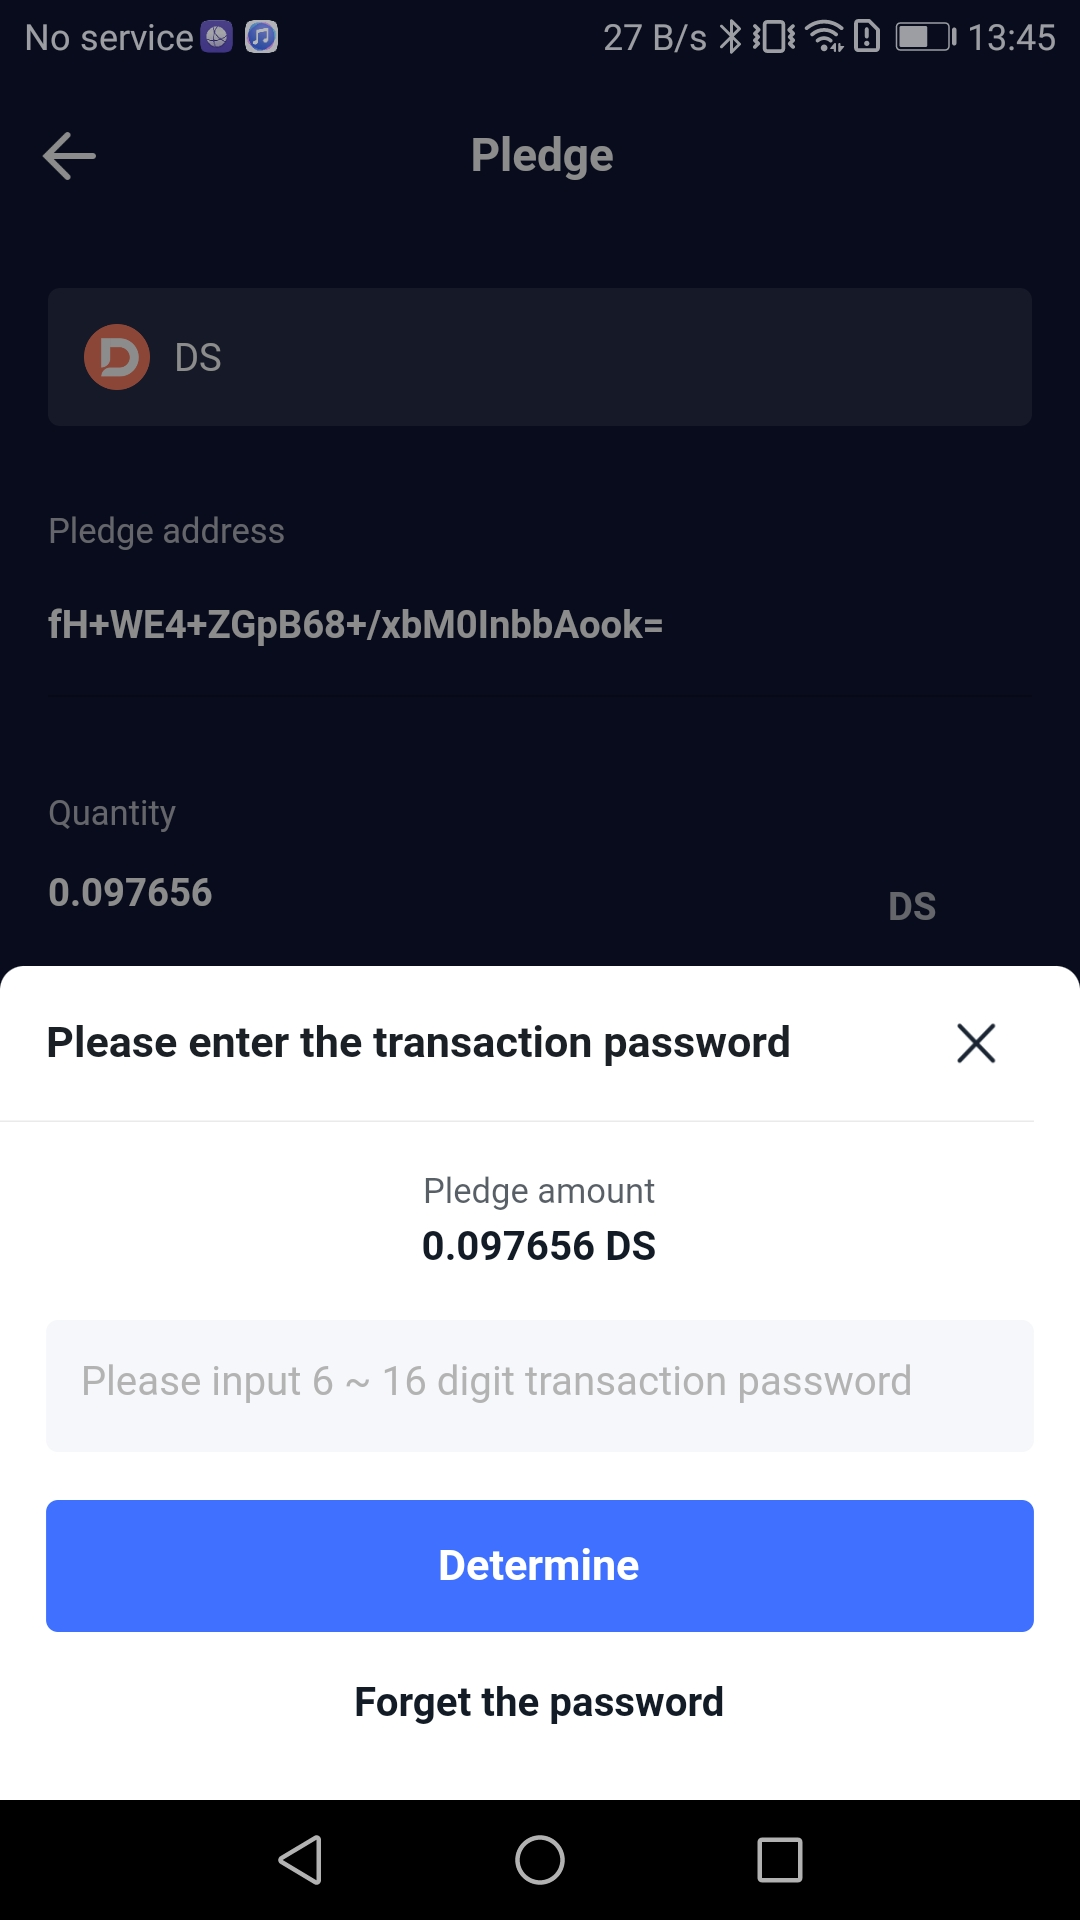 No service 27 B/s 13:45
Pledge
DS
Pledge address
fH+WE4+ZGpB68+/xbM0InbbAook=
Quantity
0.097656
DS
Please enter the transaction password
Pledge amount
0.097656 DS
Please input 6 ~ 16 digit transaction password
Determine
Forget the password